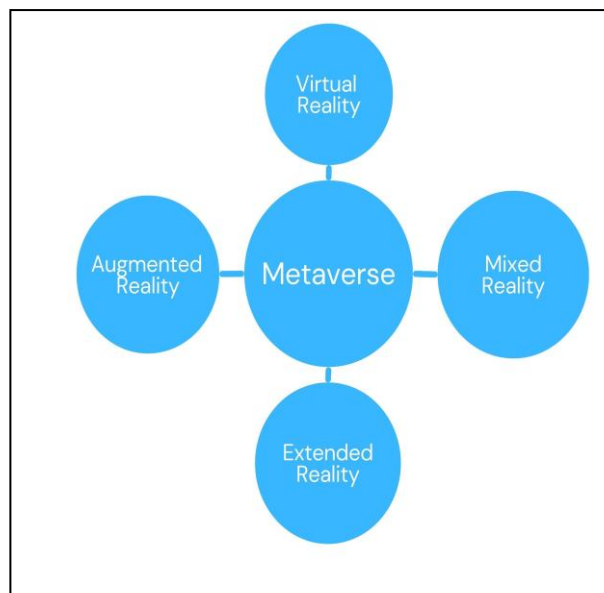 Virtual
Reality
Augmented
Reality
Metaverse
Mixed
Reality
Extended
Reality